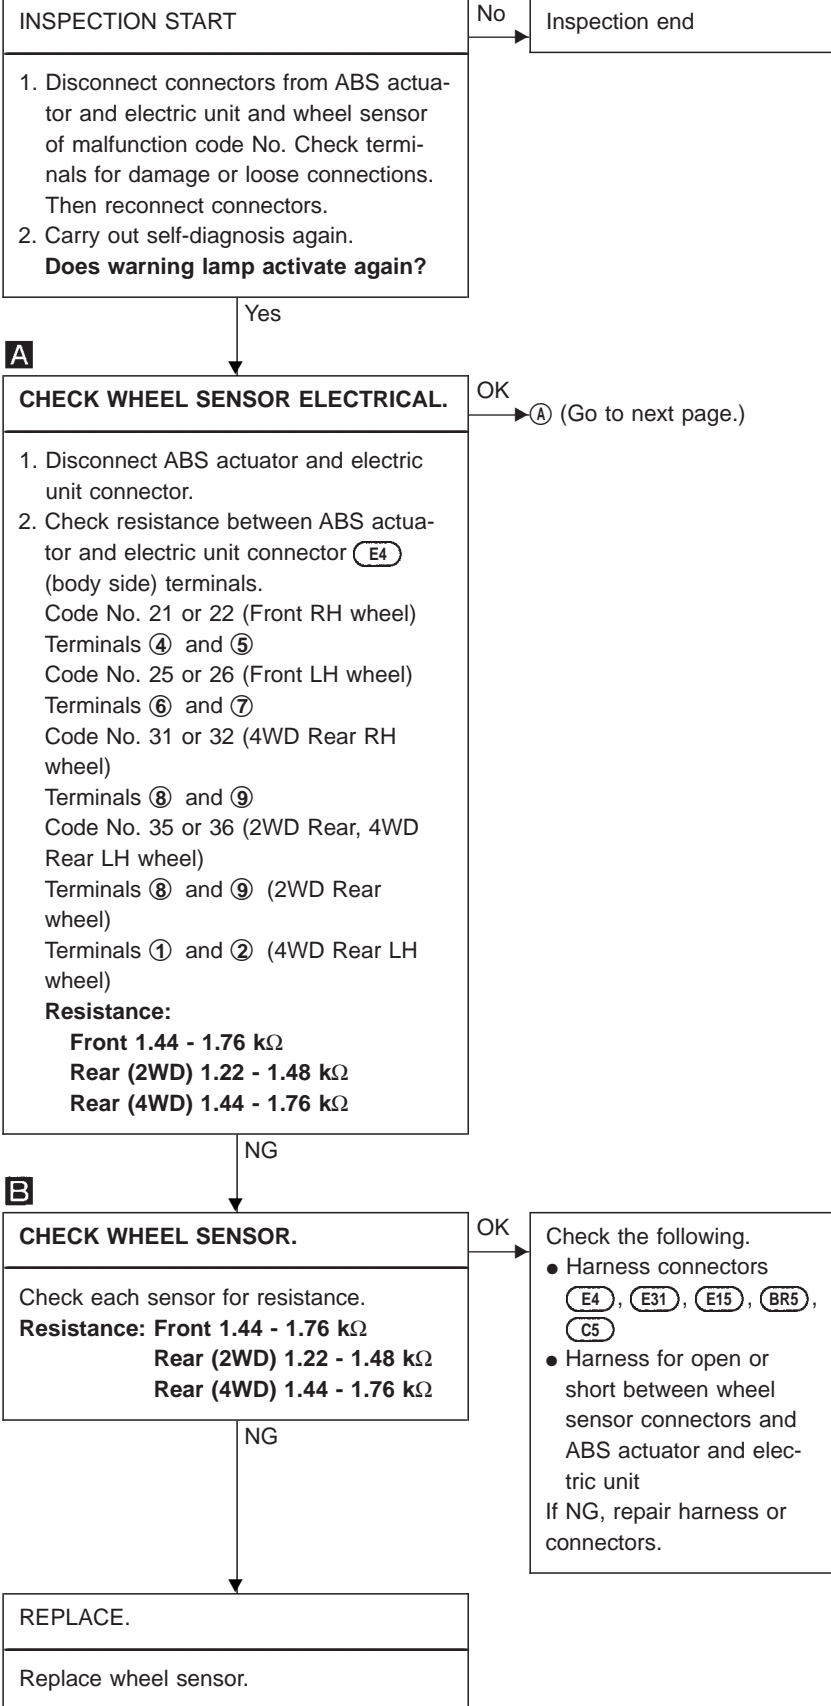 INSPECTION START
No
Inspection end
1. Disconnect connectors from ABS actua-
tor and electric unit and wheel sensor
of malfunction code No. Check termi-
nals for damage or loose connections.
Then reconnect connectors.
2. Carry out self-diagnosis again.
Does warning lamp activate again?
Yes
A
CHECK WHEEL SENSOR ELECTRICAL.
OK
Ⓐ (Go to next page.)
1. Disconnect ABS actuator and electric
unit connector.
2. Check resistance between ABS actua-
tor and electric unit connector E4
(body side) terminals.
Code No. 21 or 22 (Front RH wheel)
Terminals ④ and ⑤
Code No. 25 or 26 (Front LH wheel)
Terminals ⑥ and ⑦
Code No. 31 or 32 (4WD Rear RH
wheel)
Terminals ⑧ and ⑨
Code No. 35 or 36 (2WD Rear, 4WD
Rear LH wheel)
Terminals ⑧ and ⑨ (2WD Rear
wheel)
Terminals ① and ② (4WD Rear LH
wheel)
Resistance:
Front 1.44 - 1.76 kΩ
Rear (2WD) 1.22 - 1.48 kΩ
Rear (4WD) 1.44 - 1.76 kΩ
NG
B
CHECK WHEEL SENSOR.
OK
Check each sensor for resistance.
Resistance: Front 1.44 - 1.76 kΩ
Rear (2WD) 1.22 - 1.48 kΩ
Rear (4WD) 1.44 - 1.76 kΩ
Check the following.
● Harness connectors
E4, E31, E15, BR5,
C5
● Harness for open or
short between wheel
sensor connectors and
ABS actuator and elec-
tric unit
If NG, repair harness or
connectors.
NG
REPLACE.
Replace wheel sensor.